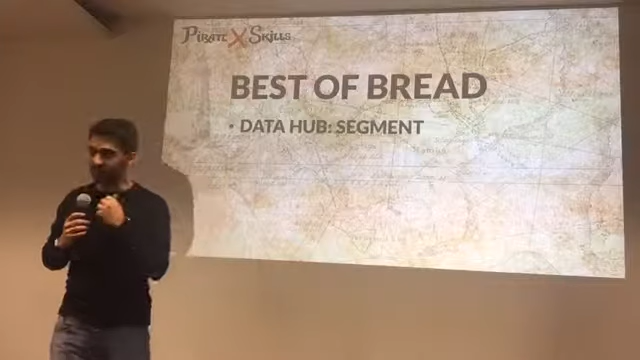 PIRATE X SKILLS
BEST OF BREAD
• DATA HUB: SEGMENT